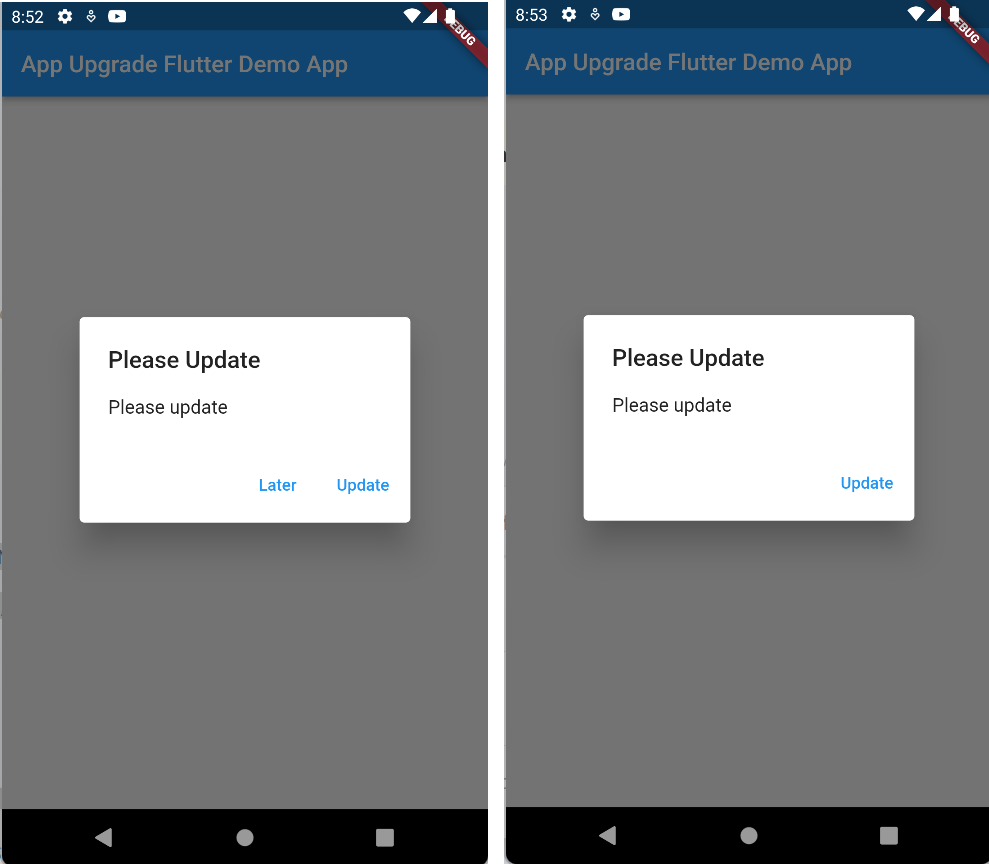 8:52
DEBUG
App Upgrade Flutter Demo App
Please Update
Please update
Later Update
8:53
DEBUG
App Upgrade Flutter Demo App
Please Update
Please update
Update